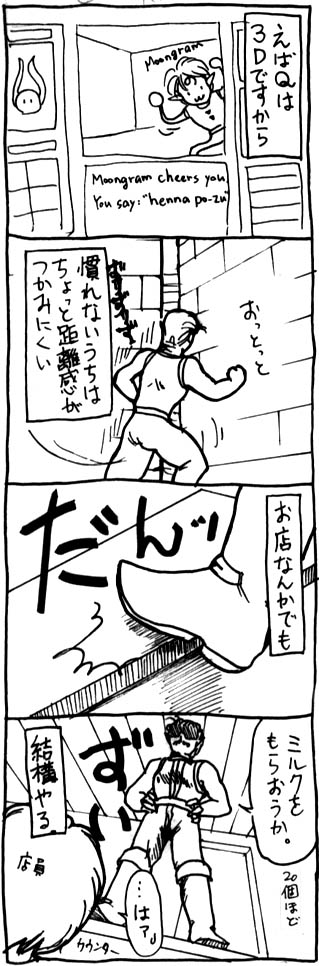 えばQは
3Dですから
Moongram
Moongram cheers you.
You say:"henna po-zu"
慣れないうちは
ちょっと距離感が
つかみにくい
ずずずず
おっとっと
お店なんかでも
だんッ
ミルクを
もらおうか。
20個ほど
ずい
結構やる。
店員
…はァ」
カウンター